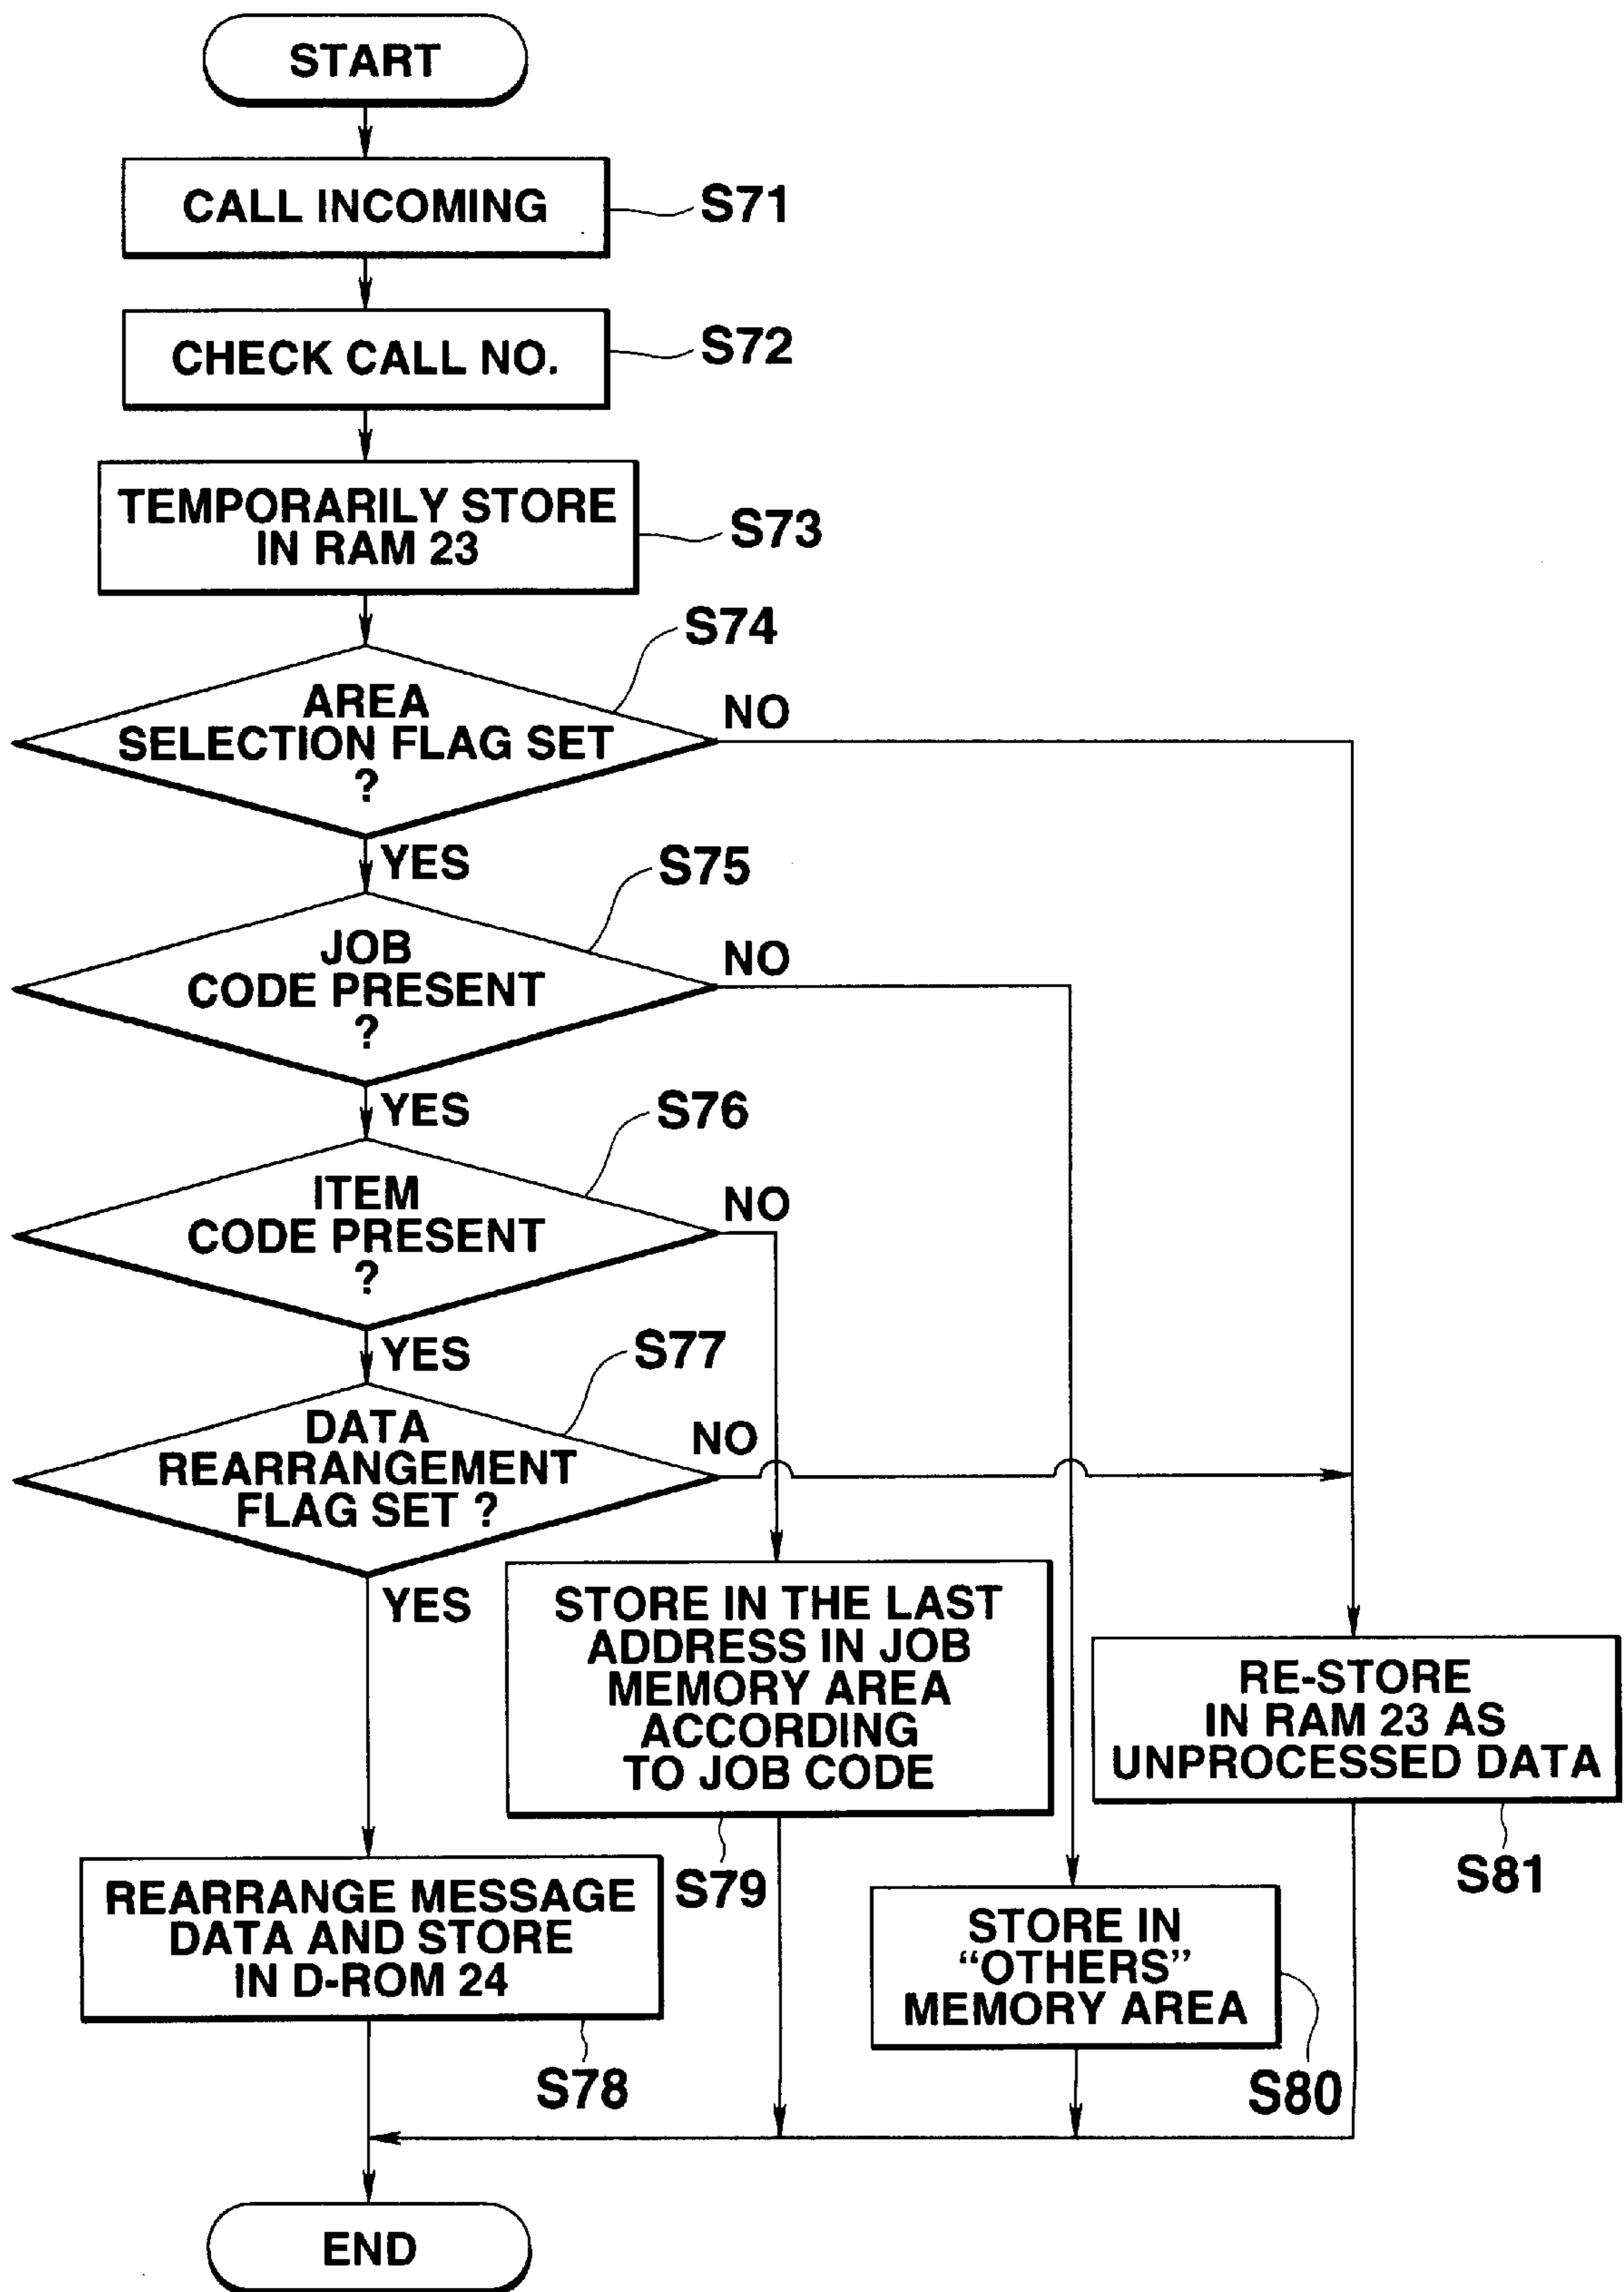 START
CALL INCOMING
S71
CHECK CALL NO.
S72
TEMPORARILY STORE
IN RAM 23
S73
S74
AREA
SELECTION FLAG SET
?
NO
YES
S75
JOB
CODE PRESENT
?
NO
YES
S76
ITEM
CODE PRESENT
?
NO
YES
S77
DATA
REARRANGEMENT
FLAG SET ?
NO
YES
STORE IN THE LAST
ADDRESS IN JOB
MEMORY AREA
ACCORDING
TO JOB CODE
S79
RE-STORE
IN RAM 23 AS
UNPROCESSED DATA
S81
REARRANGE MESSAGE
DATA AND STORE
IN D-ROM 24
S78
STORE IN
“OTHERS”
MEMORY AREA
S80
END